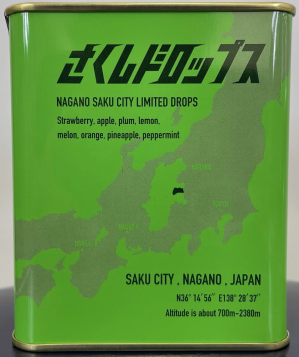 さくしドロップス
NAGANO SAKU CITY LIMITED DROPS
Strawberry, apple, plum, lemon,
melon, orange, pineapple, peppermint
SAKU CITY , NAGANO , JAPAN
N36° 14'56" E138° 28'37"
Altitude is about 700m-2380m